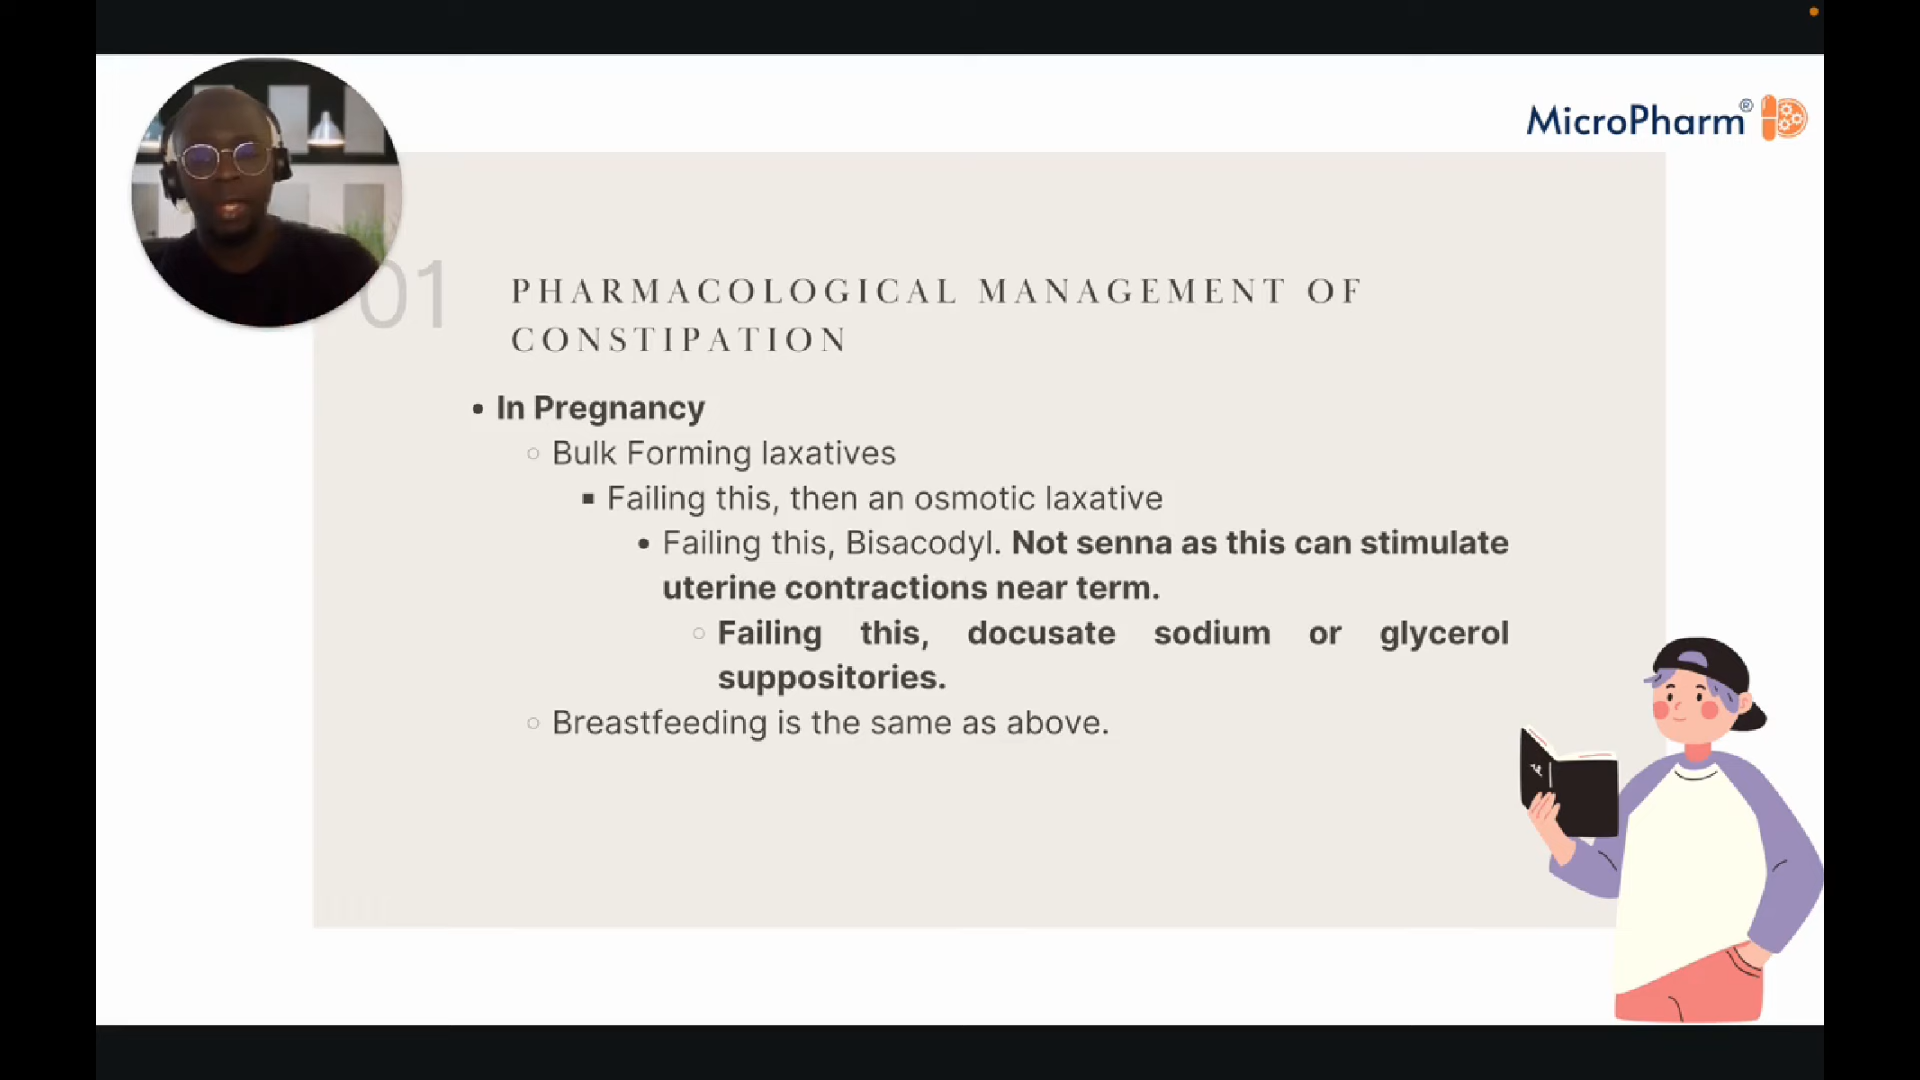 MicroPharm®
01
PHARMACOLOGICAL MANAGEMENT OF
CONSTIPATION
• In Pregnancy
○ Bulk Forming laxatives
▪ Failing this, then an osmotic laxative
• Failing this, Bisacodyl. Not senna as this can stimulate
uterine contractions near term.
○ Failing this, docusate sodium or glycerol
suppositories.
○ Breastfeeding is the same as above.